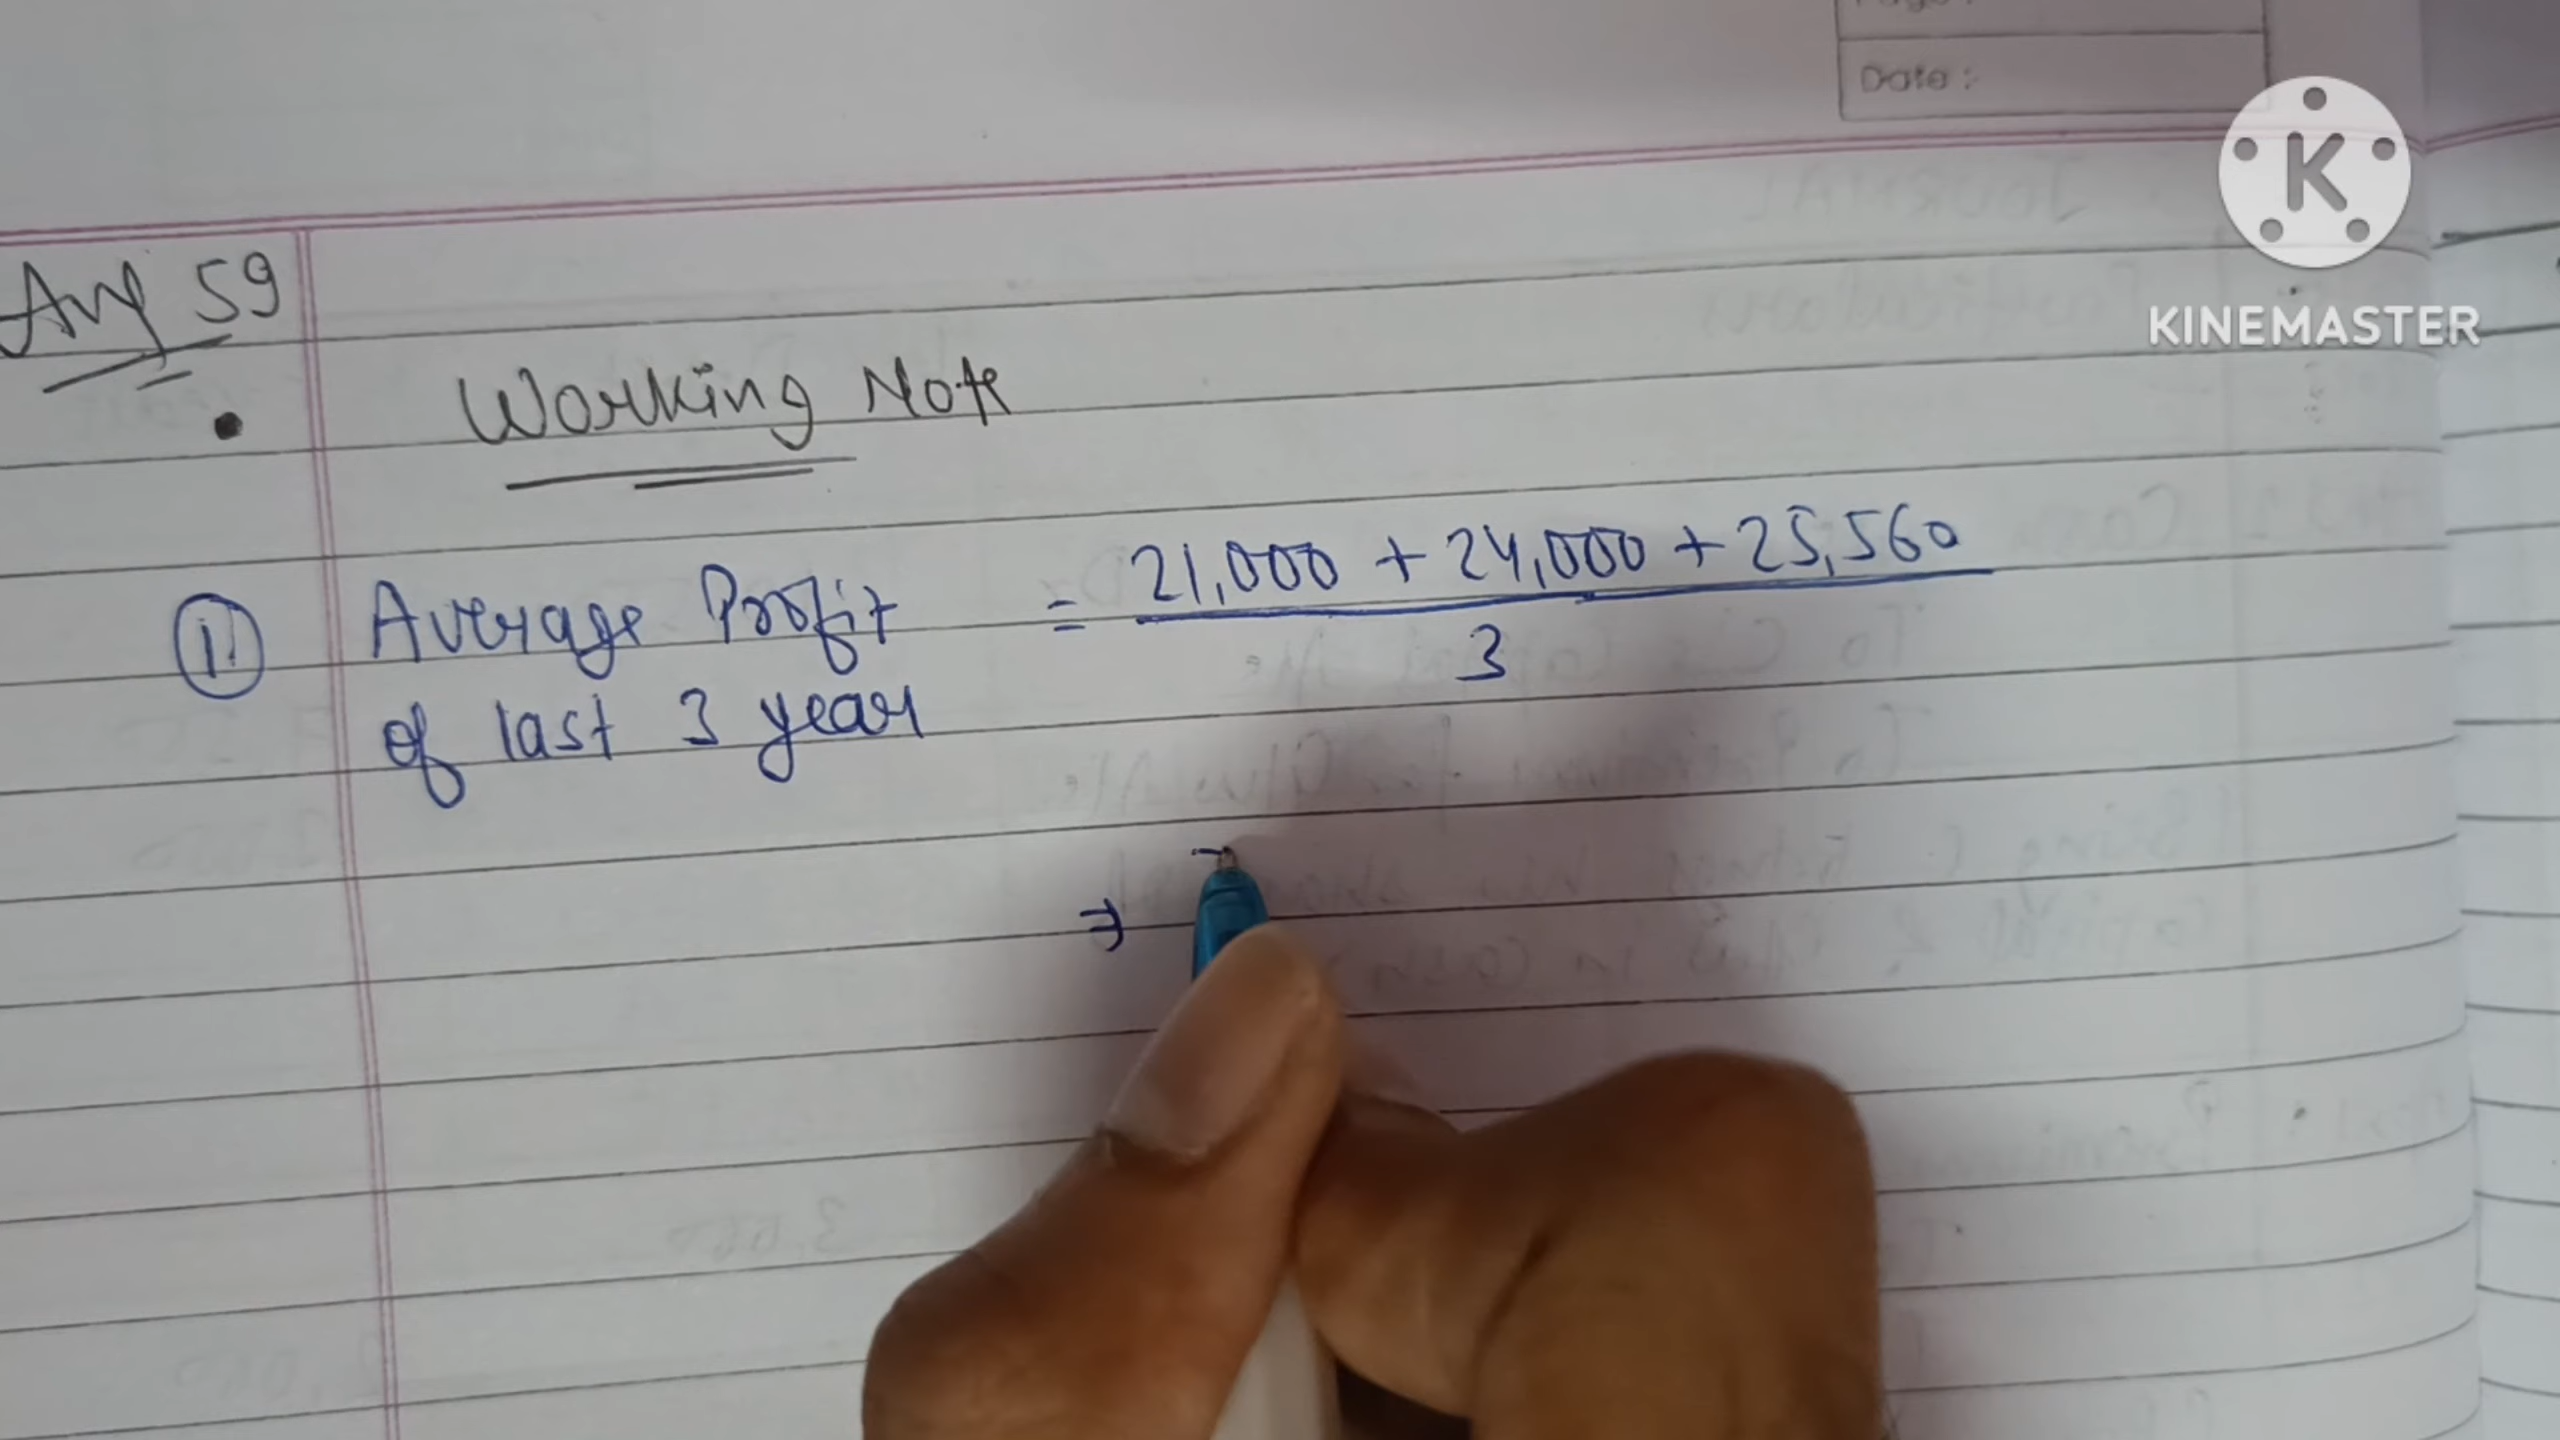 Date :
KINEMASTER
Ans 59
Working Note
① Average Profit = 21,000 + 24,000 + 25,560
3
of last 3 year
⇒